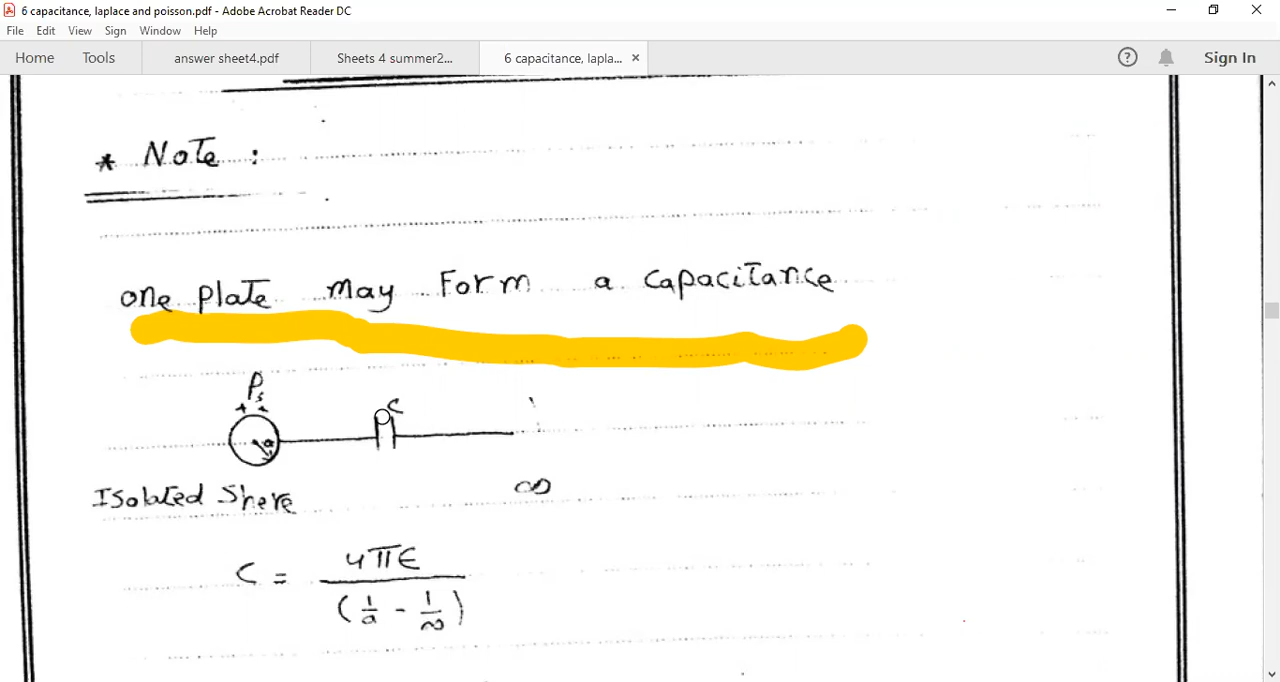 6 capacitance, laplace and poisson.pdf - Adobe Acrobat Reader DC
File Edit View Sign Window Help
Home Tools answer sheet4.pdf Sheets 4 summer2... 6 capacitance, lapla... × Sign In
* Note :
one plate may Form a capacitance
ρs
+ +
a
C
Isolated Shere ∞
C = 4πϵ / (1/a - 1/∞)